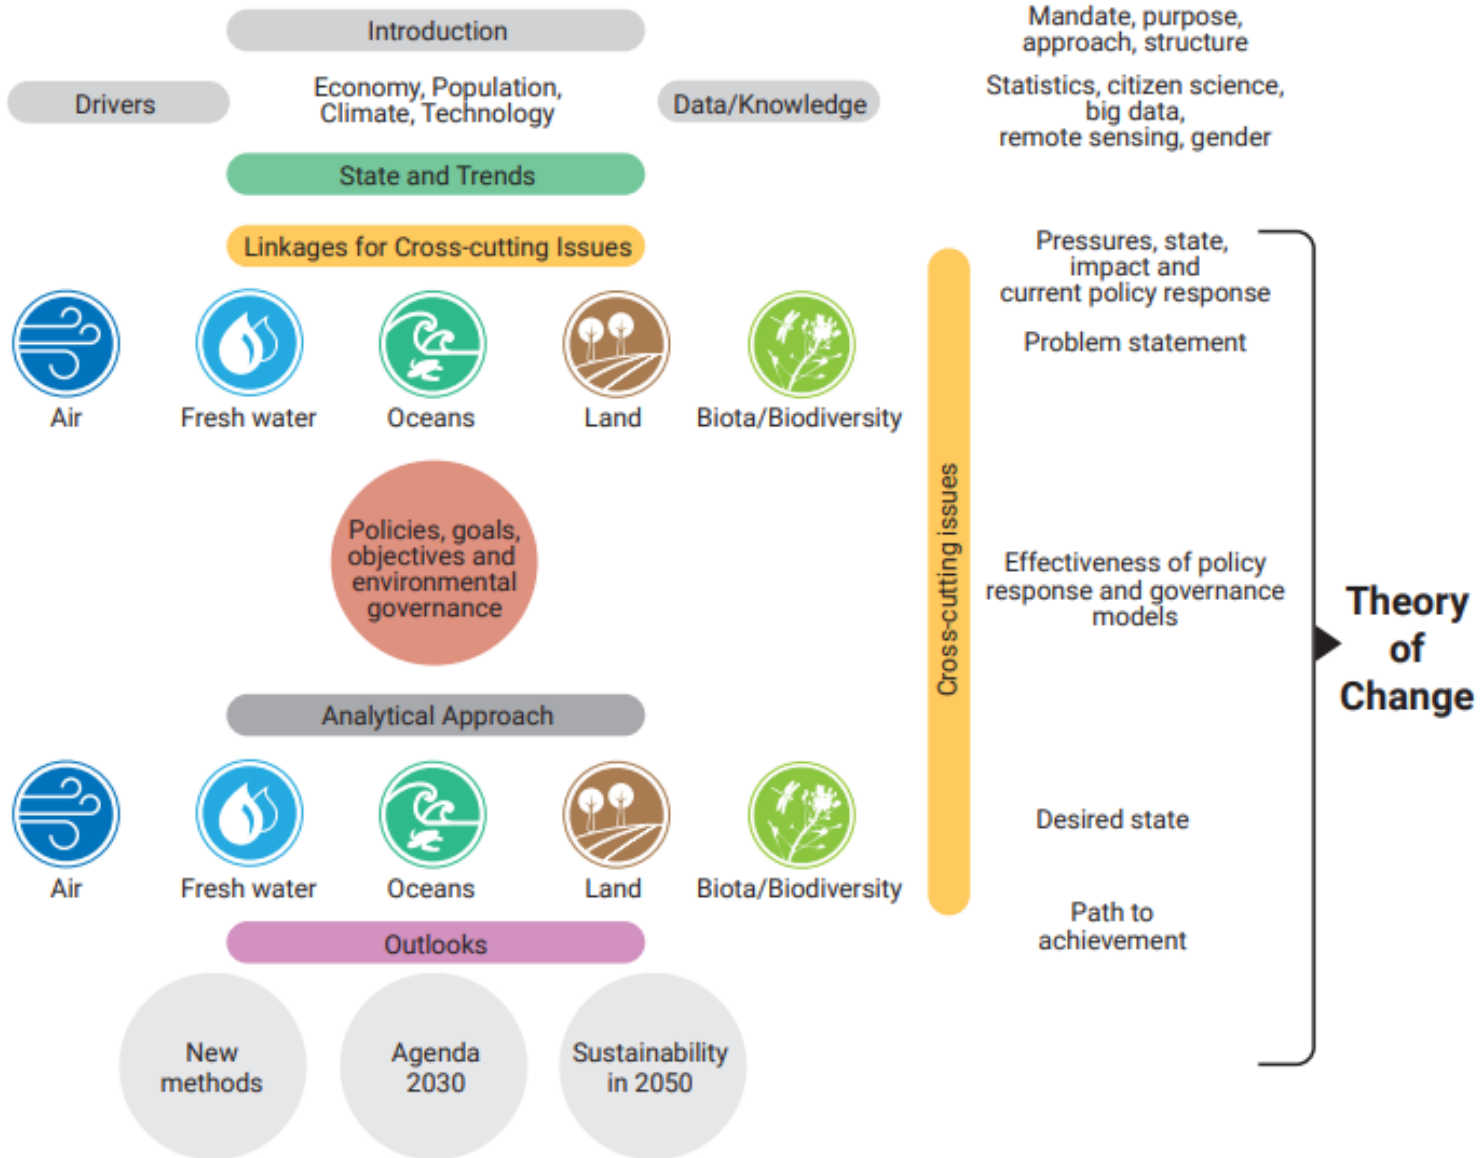 Introduction
Mandate, purpose,
approach, structure
Drivers
Economy, Population,
Climate, Technology
Data/Knowledge
Statistics, citizen science,
big data,
remote sensing, gender
State and Trends
Linkages for Cross-cutting Issues
Pressures, state,
impact and
current policy response
Problem statement
Air
Fresh water
Oceans
Land
Biota/Biodiversity
Cross-cutting issues
Policies, goals,
objectives and
environmental
governance
Effectiveness of policy
response and governance
models
Theory
of
Change
Analytical Approach
Desired state
Air
Fresh water
Oceans
Land
Biota/Biodiversity
Path to
achievement
Outlooks
New
methods
Agenda
2030
Sustainability
in 2050